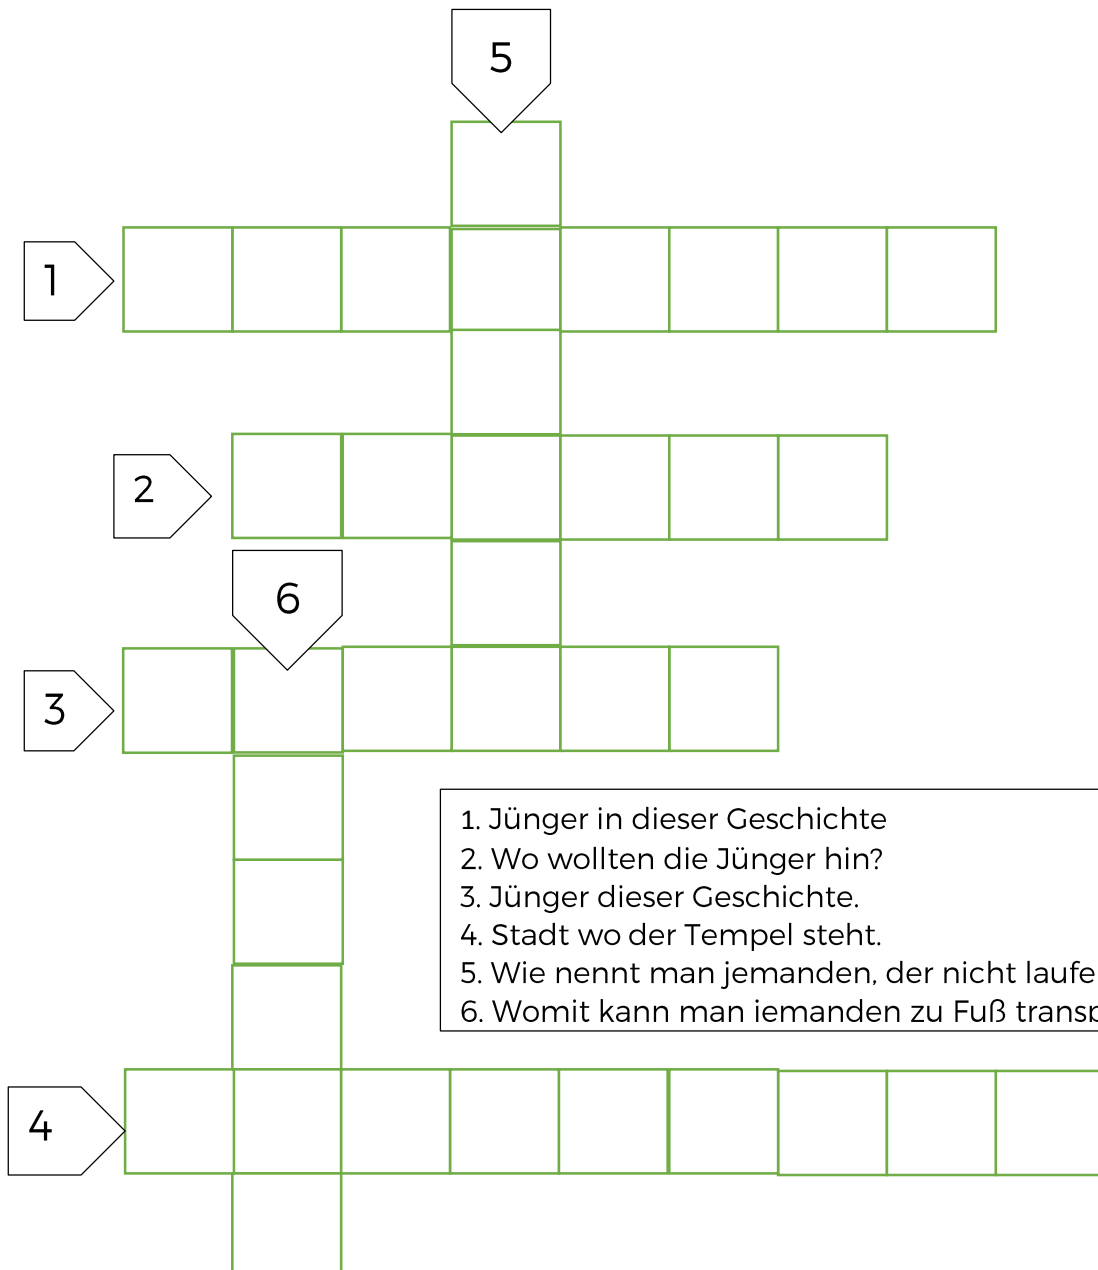 5
1
2
6
3
1. Jünger in dieser Geschichte
2. Wo wollten die Jünger hin?
3. Jünger dieser Geschichte.
4. Stadt wo der Tempel steht.
5. Wie nennt man jemanden, der nicht laufe
6. Womit kann man jemanden zu Fuß
4